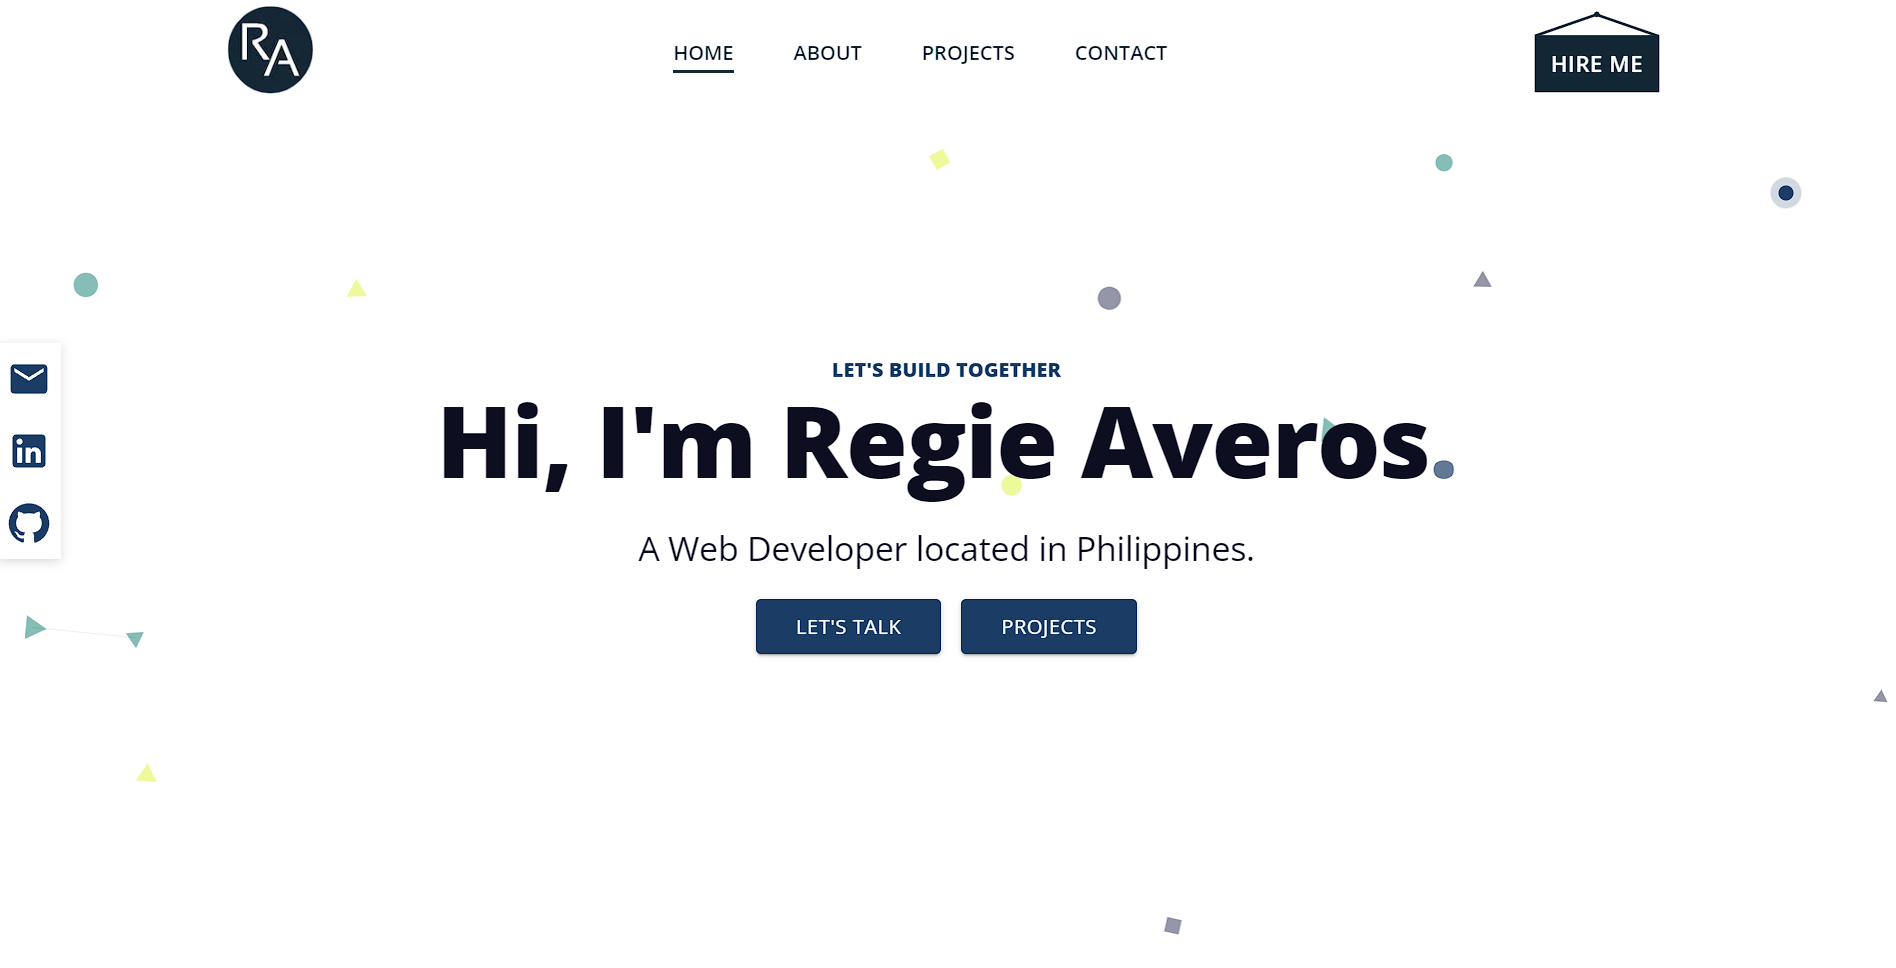 RA
HOME ABOUT PROJECTS CONTACT
HIRE ME
LET'S BUILD TOGETHER
Hi, I'm Regie Averos.
in
A Web Developer located in Philippines.
LET'S TALK PROJECTS